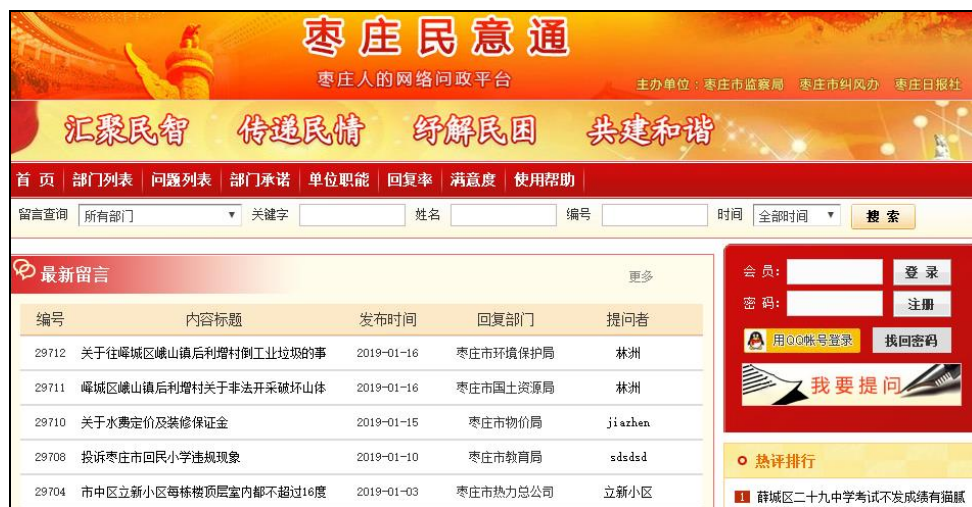 枣庄民意通
枣庄人的网络问政平台
主办单位：枣庄市监察局 枣庄市纠风办 枣庄日报社
汇聚民智 传递民情 纾解民困 共建和谐
首 页 部门列表 问题列表 部门承诺 单位职能 回复率 满意度 使用帮助
留言查询 所有部门 关键字 姓名 编号 时间 全部时间 搜 索
最新留言 更多
编号 内容标题 发布时间 回复部门 提问者
29712 关于往峄城区峨山镇后利增村倒工业垃圾的事 2019-01-16 枣庄市环境保护局 林洲
29711 峄城区峨山镇后利增村关于非法开采破坏山体 2019-01-16 枣庄市国土资源局 林洲
29710 关于水费定价及装修保证金 2019-01-15 枣庄市物价局 jiazhen
29708 投诉枣庄市回民小学违规现象 2019-01-10 枣庄市教育局 sdsdsd
29704 市中区立新小区每栋楼顶层室内都不超过16度 2019-01-03 枣庄市热力总公司 立新小区
会 员: 登 录
密 码: 注册
用QQ帐号登录 找回密码
我要提问
热评排行
1 薛城区二十九中学考试不发成绩有猫腻